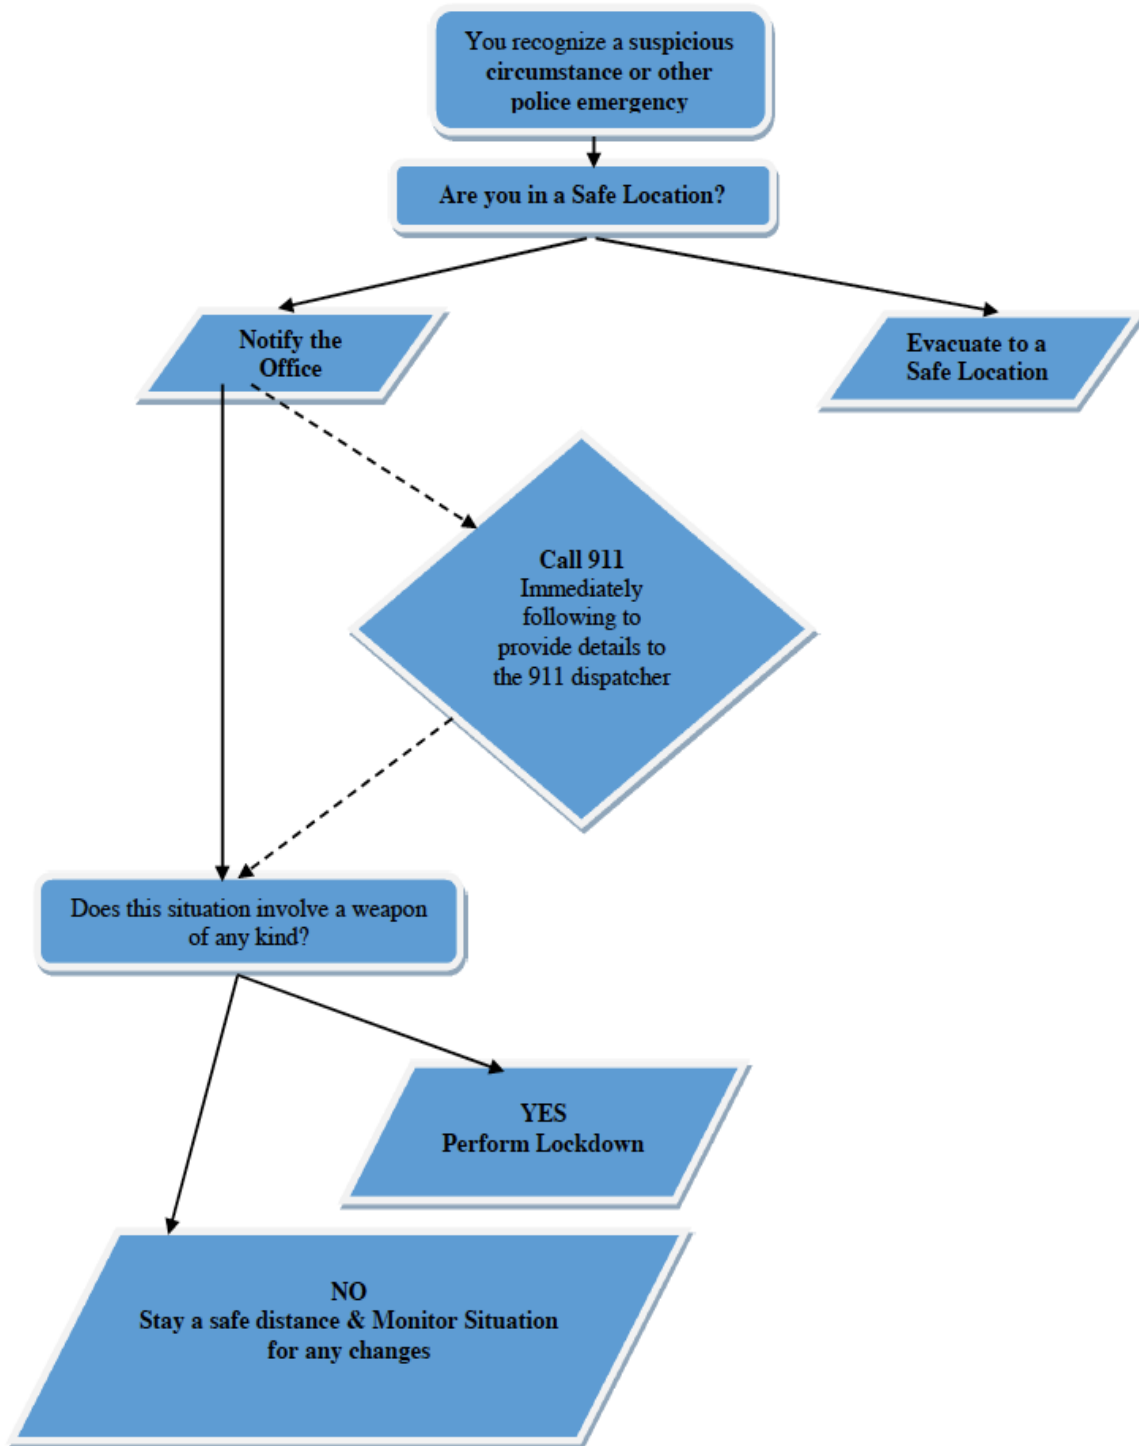 You recognize a suspicious
circumstance or other
police emergency
Are you in a Safe Location?
Notify the
Office
Evacuate to a
Safe Location
Call 911
Immediately
following to
provide details to
the 911 dispatcher
Does this situation involve a weapon
of any kind?
YES
Perform Lockdown
NO
Stay a safe distance & Monitor Situation
for any changes